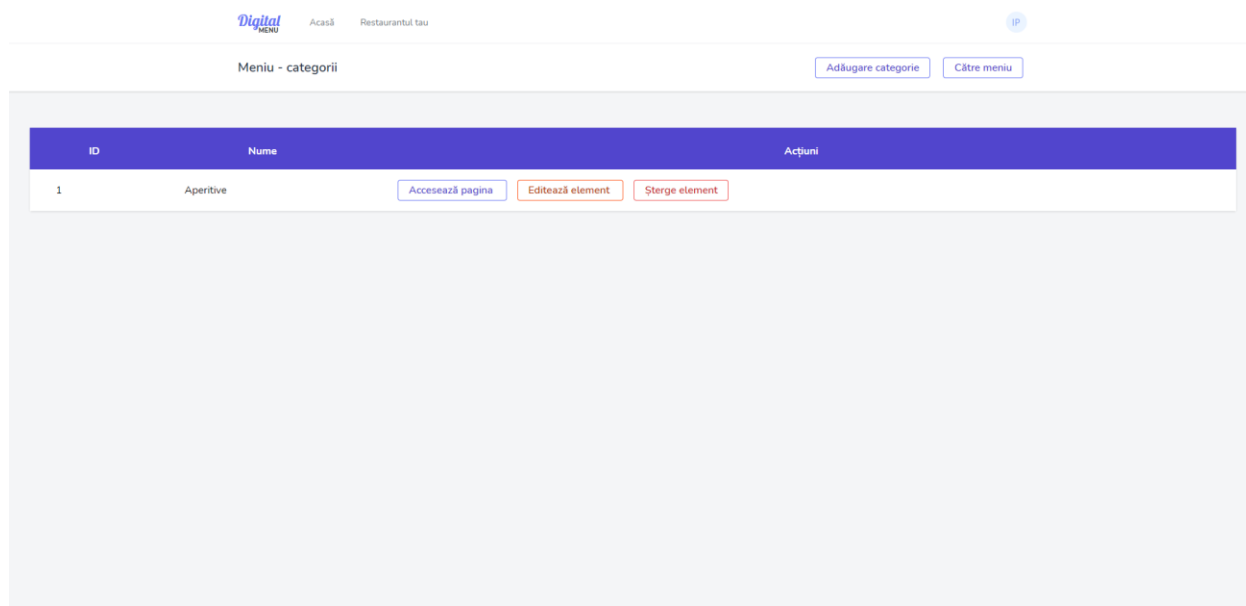 Digital MENU Acasă Restaurantul tau IP
Meniu - categorii Adăugare categorie Către meniu
ID Nume Acțiuni
1 Aperitive Accesează pagina Editează element Șterge element